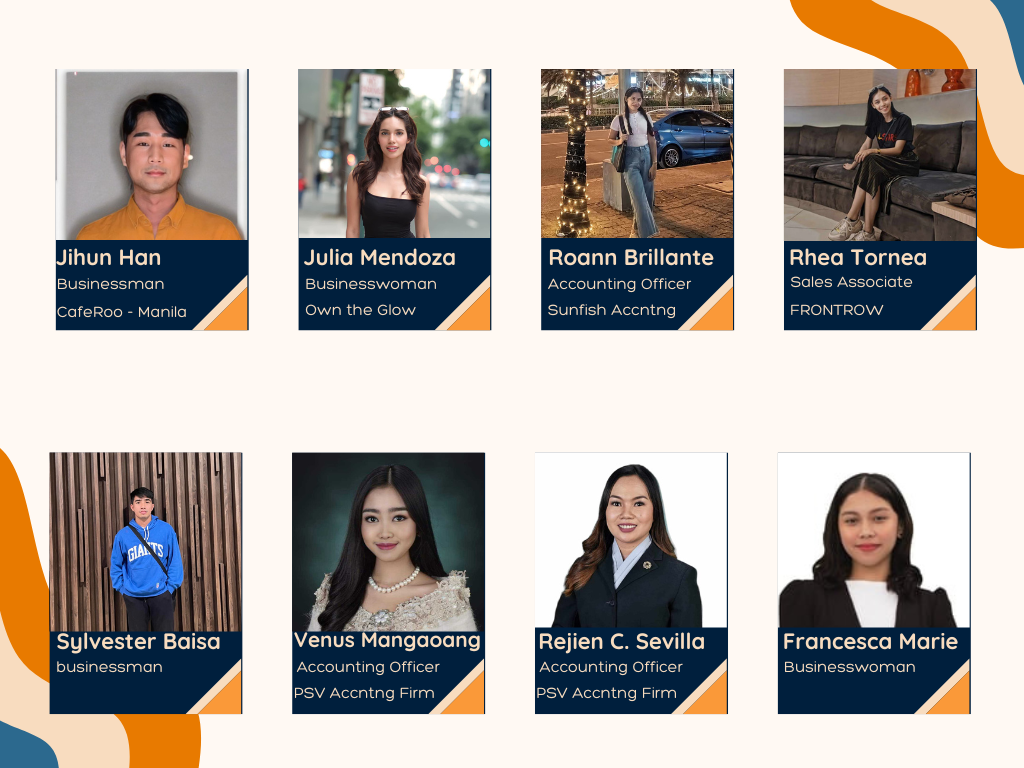 Jihun Han
Businessman
CafeRoo - Manila
Julia Mendoza
Businesswoman
Own the Glow
Roann Brillante
Accounting Officer
Sunfish Accntng
Rhea Tornea
Sales Associate
FRONTROW
GIANTS
Sylvester Baisa
businessman
Venus Mangaoang
Accounting Officer
PSV Accntng Firm
Rejien C. Sevilla
Accounting Officer
PSV Accntng Firm
Francesca Marie
Businesswoman